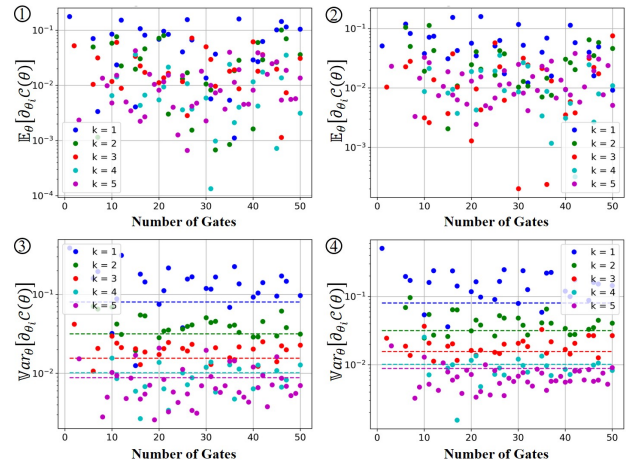 ①
10⁻¹
10⁻²
10⁻³
10⁻⁴
𝔼θ[∂θᵢ𝒞(θ)]
k = 1
k = 2
k = 3
k = 4
k = 5
0 10 20 30 40 50
Number of Gates
②
10⁻¹
10⁻²
10⁻³
𝔼θ[∂θᵢ𝒞(θ)]
k = 1
k = 2
k = 3
k = 4
k = 5
0 10 20 30 40 50
Number of Gates
③
10⁻¹
10⁻²
𝕍arθ[∂θᵢ𝒞(θ)]
k = 1
k = 2
k = 3
k = 4
k = 5
0 10 20 30 40 50
Number of Gates
④
10⁻¹
10⁻²
𝕍arθ[∂θᵢ𝒞(θ)]
k = 1
k = 2
k = 3
k = 4
k = 5
0 10 20 30 40 50
Number of Gates